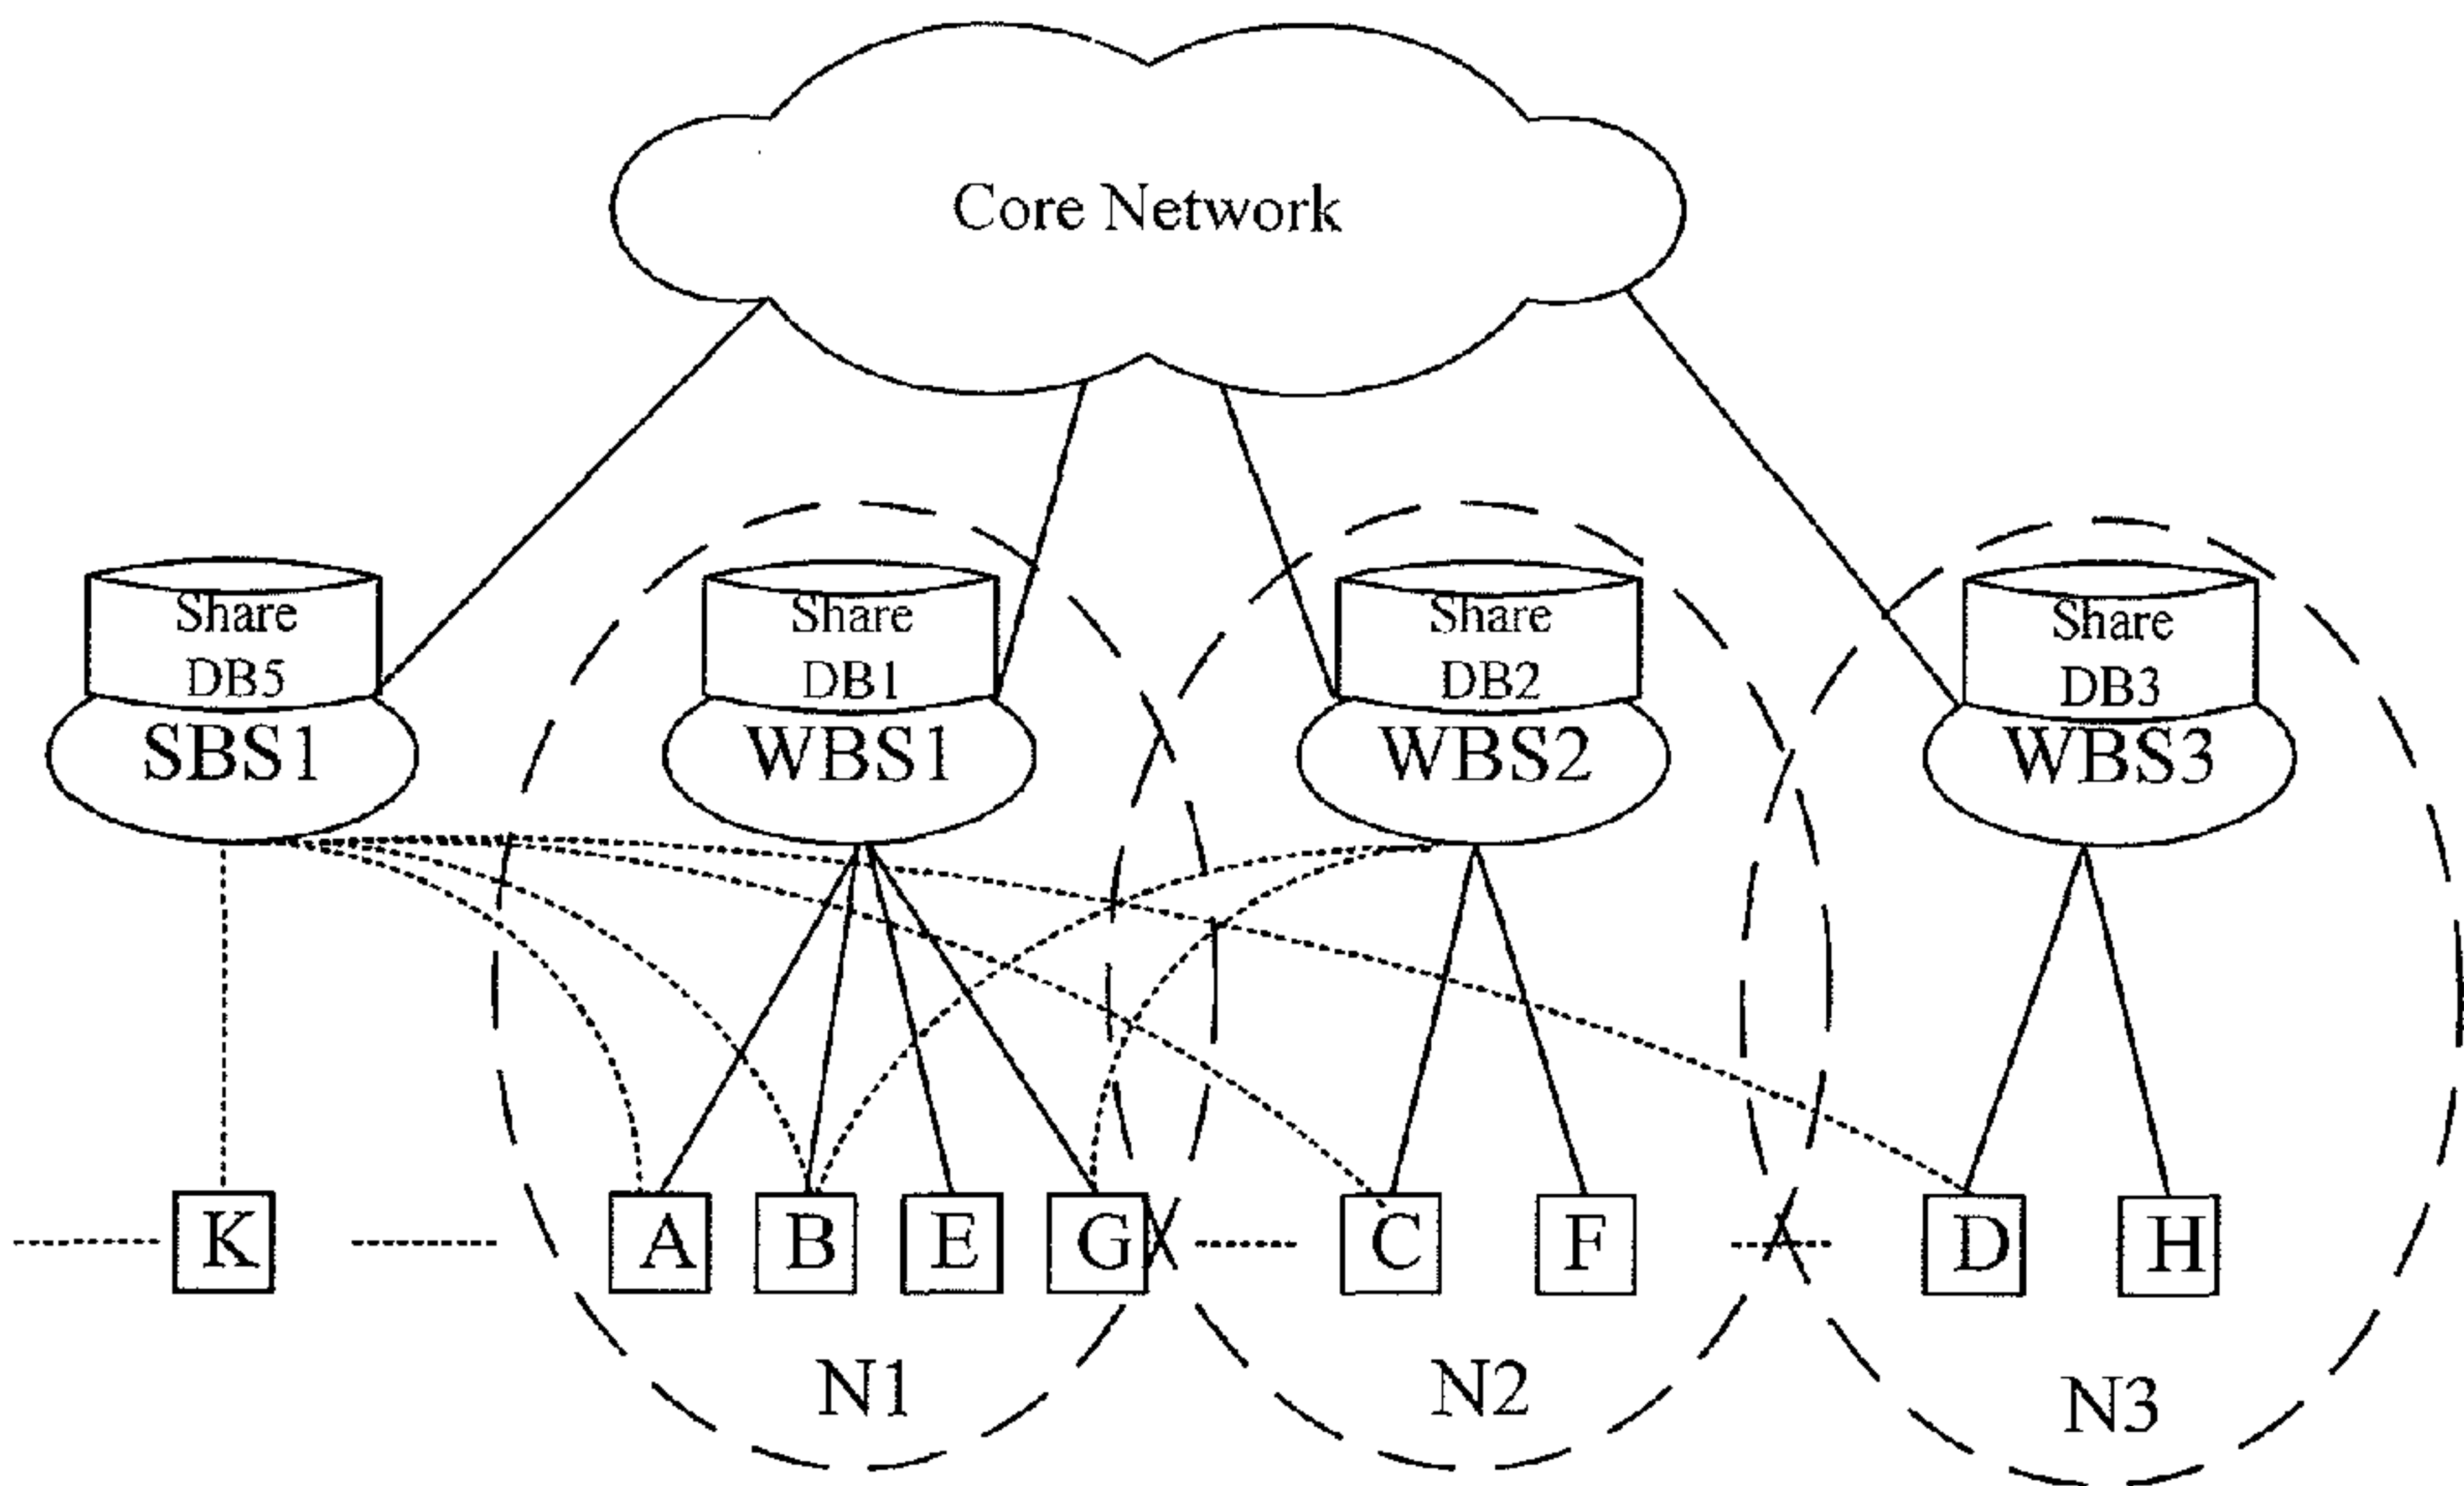 Core Network
Share
DB5
SBS1
Share
DB1
WBS1
Share
DB2
WBS2
Share
DB3
WBS3
K
A
B
E
G
C
F
D
H
N1
N2
N3